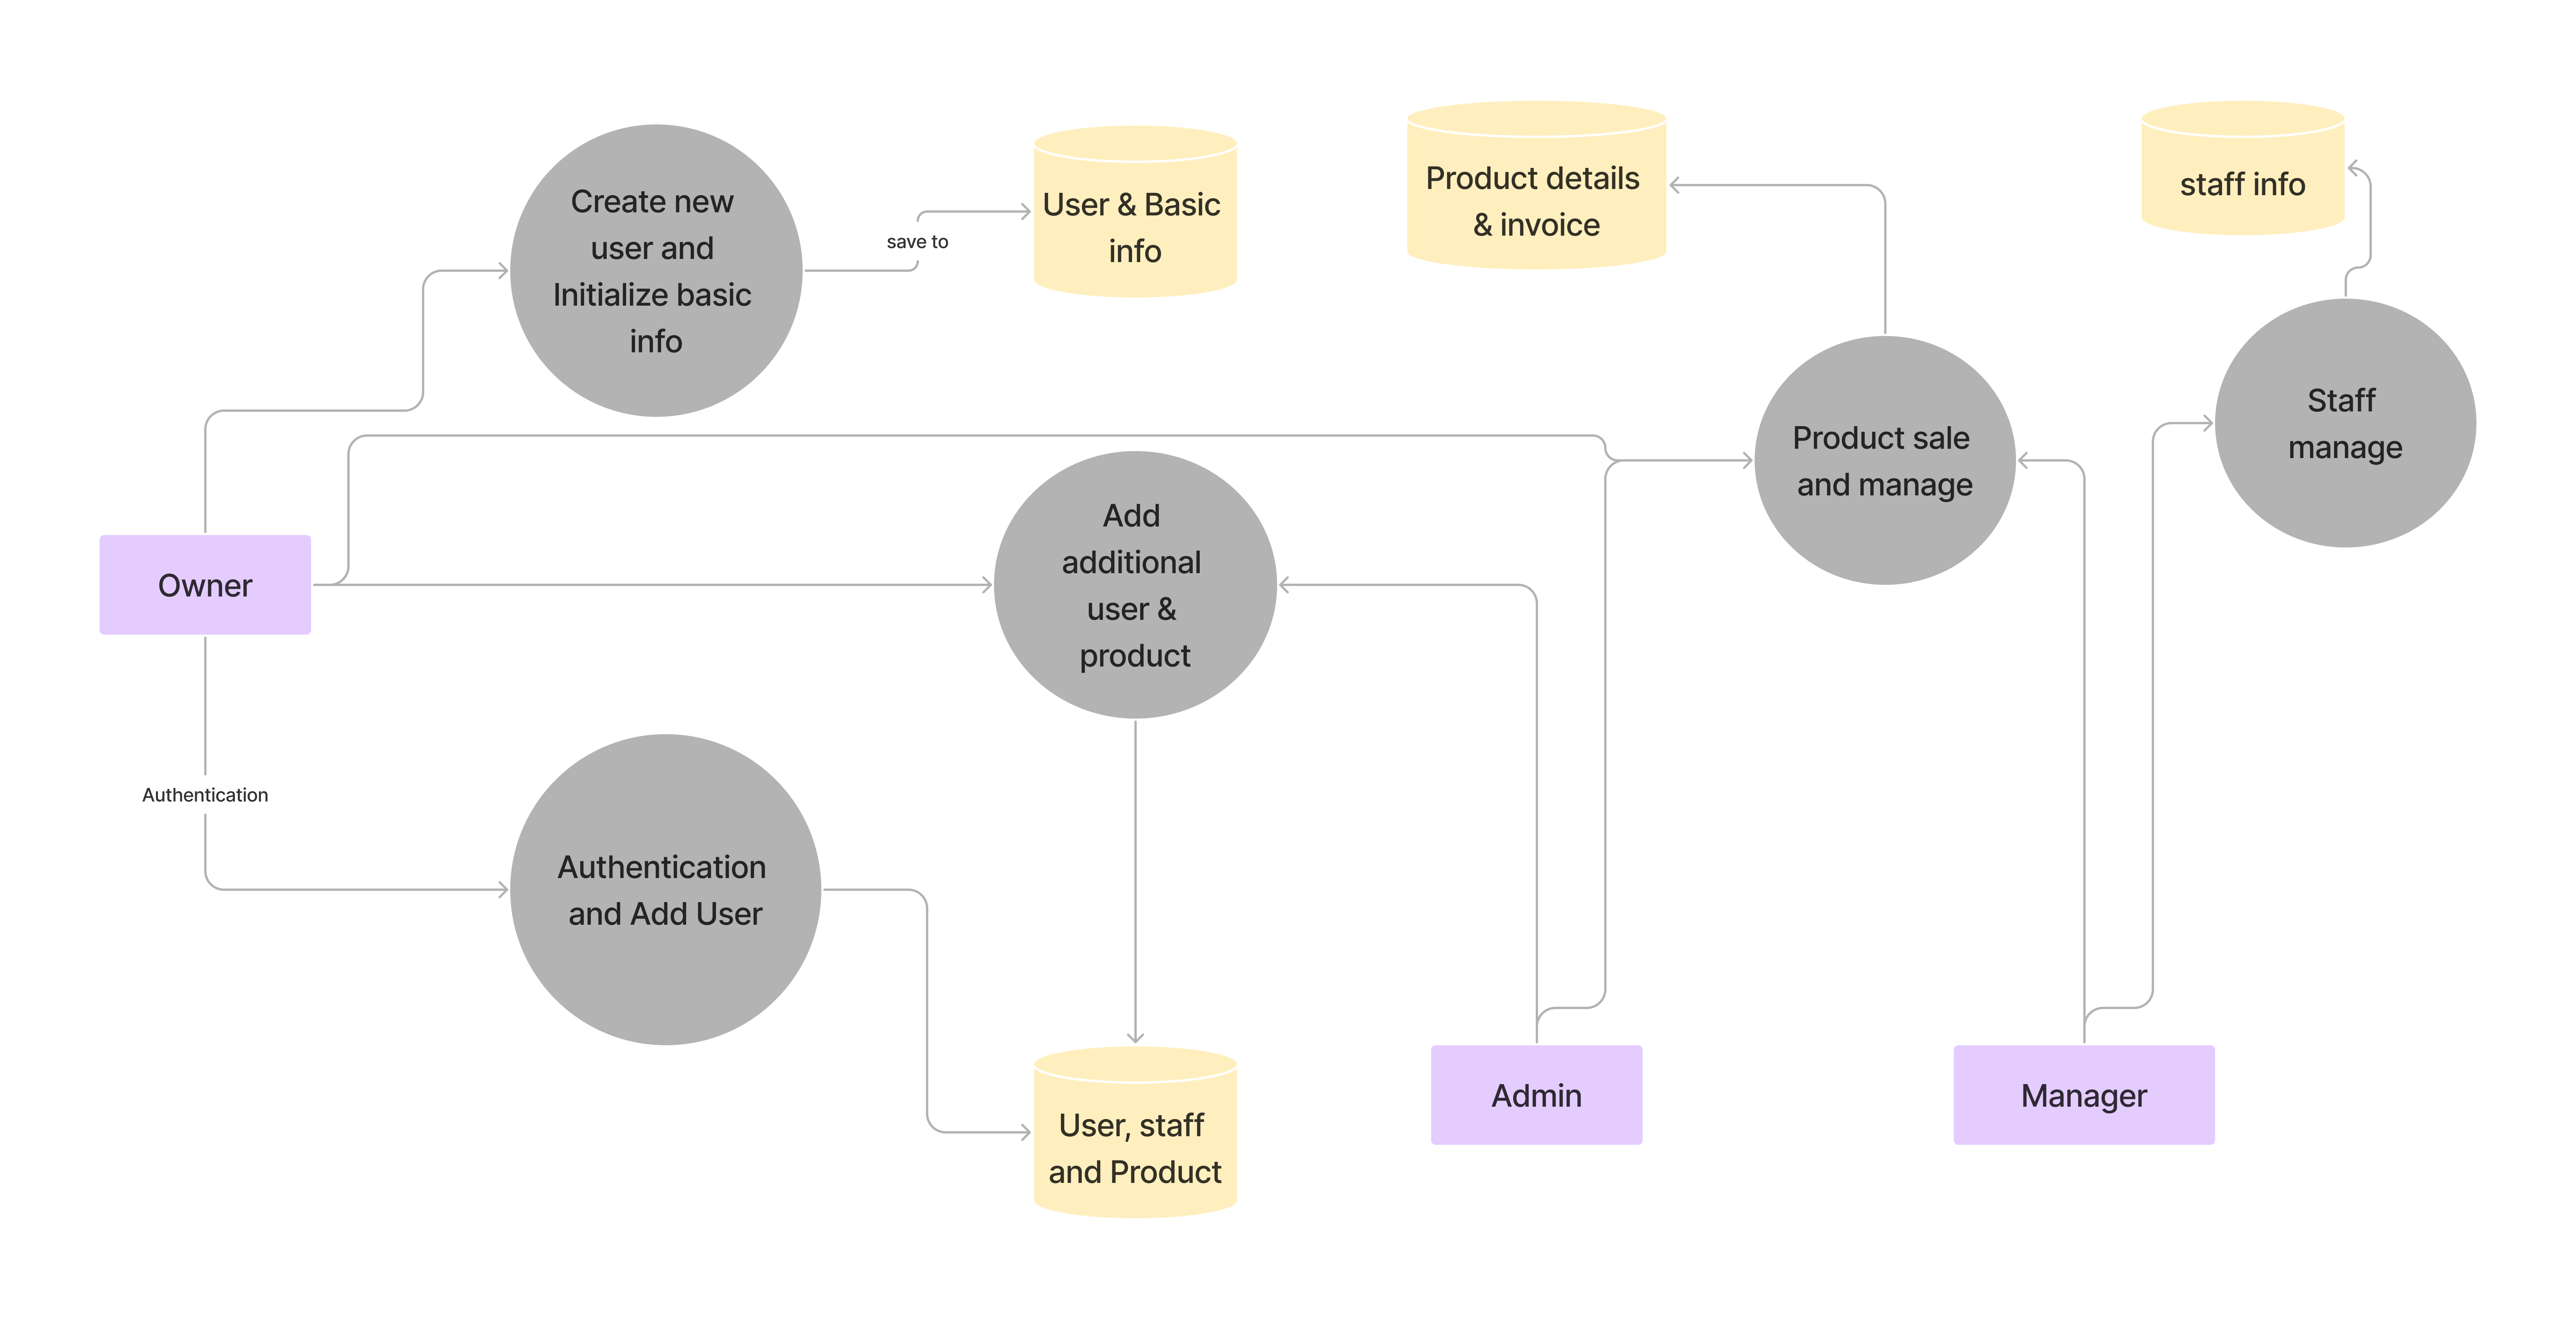 Create new
user and
Initialize basic
info
save to
User & Basic
info
Product details
& invoice
staff info
Product sale
and manage
Staff
manage
Owner
Add
additional
user &
product
Authentication
Authentication
and Add User
User, staff
and Product
Admin
Manager